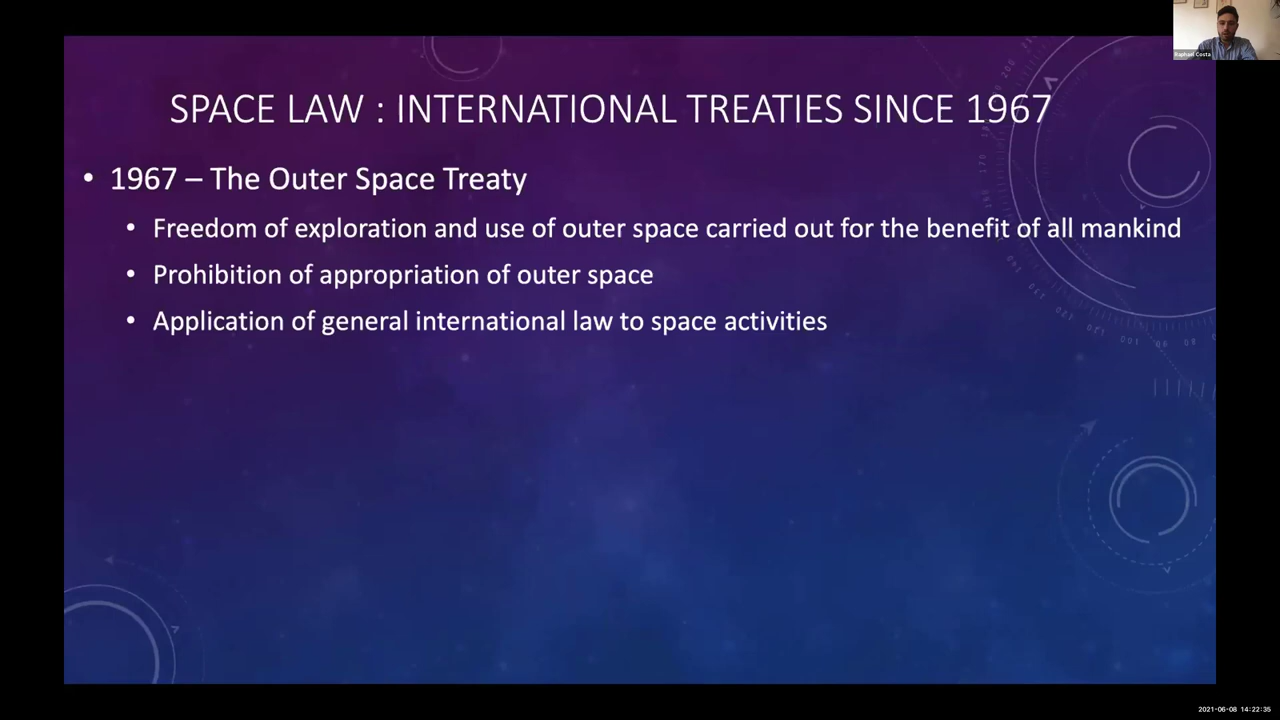 Raphael Costa
SPACE LAW : INTERNATIONAL TREATIES SINCE 1967
• 1967 – The Outer Space Treaty
• Freedom of exploration and use of outer space carried out for the benefit of all mankind
• Prohibition of appropriation of outer space
• Application of general international law to space activities
2021-06-08 14:22:35